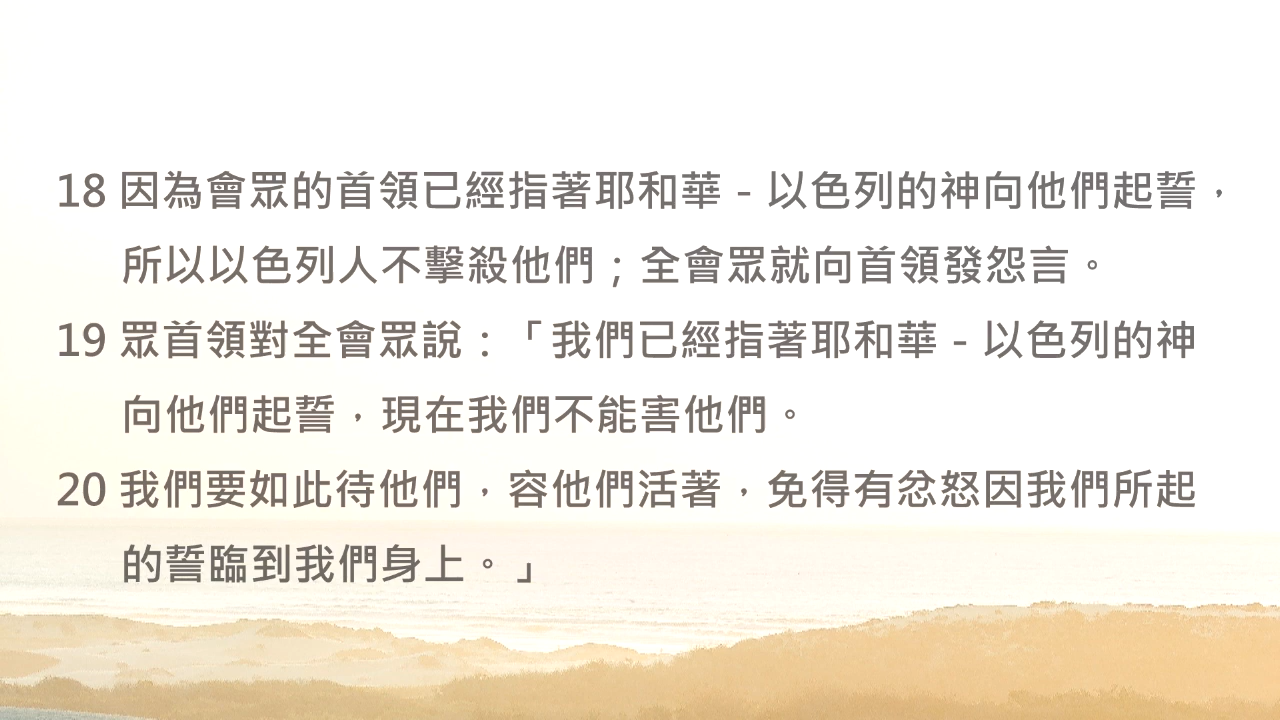 18 因為會眾的首領已經指著耶和華－以色列的神向他們起誓，
所以以色列人不擊殺他們；全會眾就向首領發怨言。
19 眾首領對全會眾說：「我們已經指著耶和華－以色列的神
向他們起誓，現在我們不能害他們。
20 我們要如此待他們，容他們活著，免得有忿怒因我們所起
的誓臨到我們身上。」